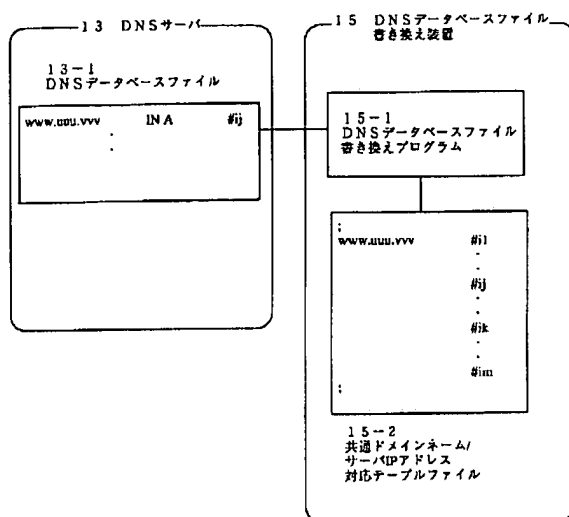 13 DNSサーバ
13-1
DNSデータベースファイル
www.uuu.vvv IN A #ij
.
.
15 DNSデータベースファイル
書き換え装置
15-1
DNSデータベースファイル
書き換えプログラム
;
www.uuu.vvv #i1
.
.
#ij
.
.
#ik
.
.
#im
;
15-2
共通ドメインネーム/
サーバIPアドレス
対応テーブルファイル